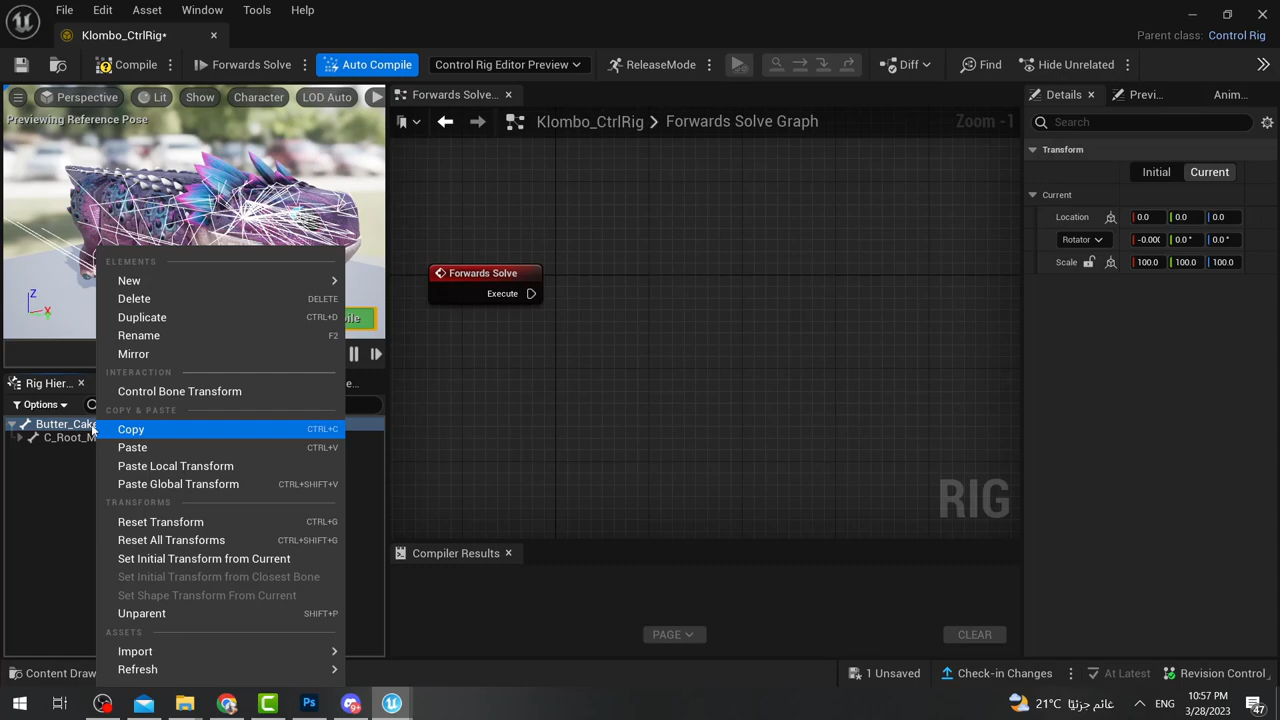 File Edit Asset Window Tools Help
Klombo_CtrlRig*
Parent class: Control Rig
Compile Forwards Solve Auto Compile Control Rig Editor Preview ReleaseMode Diff Find Hide Unrelated
Perspective Lit Show Character LOD Auto
Previewing Reference Pose
Forwards Solve...
Klombo_CtrlRig > Forwards Solve Graph
Zoom -1
Forwards Solve
Execute
RIG
Z
X
Rig Hier...
Options
Butter_Cake
C_Root_M
ELEMENTS
New
Delete DELETE
Duplicate CTRL+D
Rename F2
Mirror
INTERACTION
Control Bone Transform
COPY & PASTE
Copy CTRL+C
Paste CTRL+V
Paste Local Transform
Paste Global Transform CTRL+SHIFT+V
TRANSFORMS
Reset Transform CTRL+G
Reset All Transforms CTRL+SHIFT+G
Set Initial Transform from Current
Set Initial Transform from Closest Bone
Set Shape Transform From Current
Unparent SHIFT+P
ASSETS
Import
Refresh
Compiler Results
PAGE
CLEAR
Details Previ... Anim...
Search
Transform
Initial Current
Current
Location 0.0 0.0 0.0
Rotator -0.000 0.0 ° 0.0 °
Scale 100.0 100.0 100.0
Content Draw
1 Unsaved Check-in Changes At Latest Revision Control
21°C غائم جزئيًا
ENG
10:57 PM
3/28/2023
47